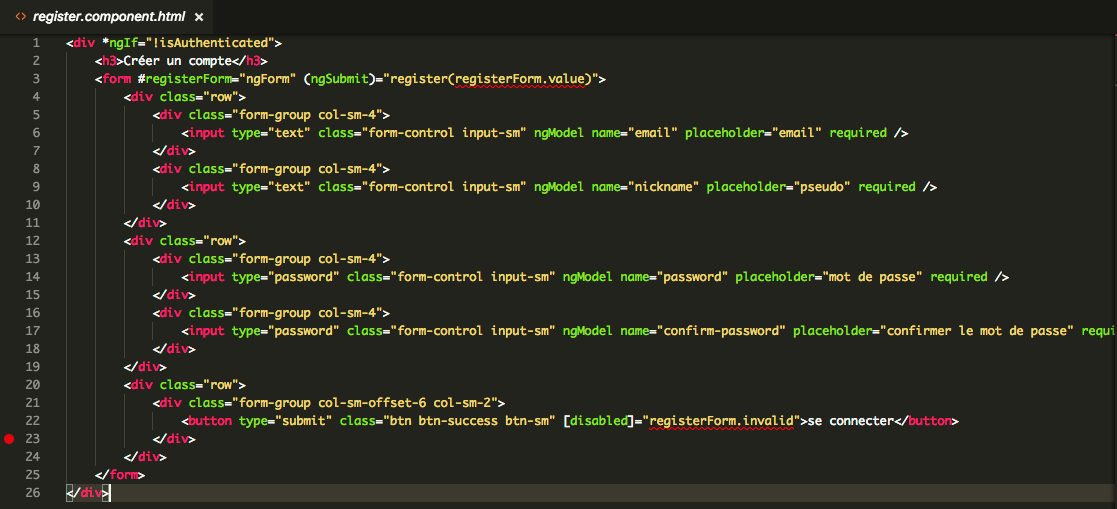 <> register.component.html ×
1 <div *ngIf="!isAuthenticated">
2 <h3>Créer un compte</h3>
3 <form #registerForm="ngForm" (ngSubmit)="register(registerForm.value)">
4 <div class="row">
5 <div class="form-group col-sm-4">
6 <input type="text" class="form-control input-sm" ngModel name="email" placeholder="email" required />
7 </div>
8 <div class="form-group col-sm-4">
9 <input type="text" class="form-control input-sm" ngModel name="nickname" placeholder="pseudo" required />
10 </div>
11 </div>
12 <div class="row">
13 <div class="form-group col-sm-4">
14 <input type="password" class="form-control input-sm" ngModel name="password" placeholder="mot de passe" required />
15 </div>
16 <div class="form-group col-sm-4">
17 <input type="password" class="form-control input-sm" ngModel name="confirm-password" placeholder="confirmer le mot de passe" requi
18 </div>
19 </div>
20 <div class="row">
21 <div class="form-group col-sm-offset-6 col-sm-2">
22 <button type="submit" class="btn btn-success btn-sm" [disabled]="registerForm.invalid">se connecter</button>
23 </div>
24 </div>
25 </form>
26 </div>